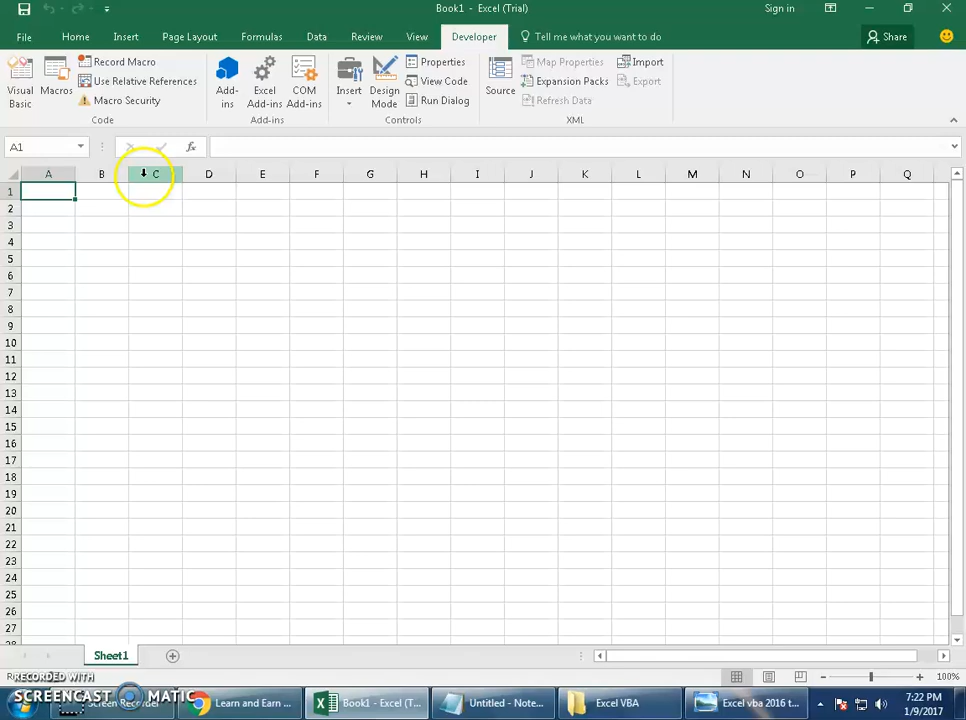 Book1 - Excel (Trial)
Sign in
File
Home
Insert
Page Layout
Formulas
Data
Review
View
Developer
Tell me what you want to do
Share
Visual Basic
Macros
Record Macro
Use Relative References
Macro Security
Code
Add-ins
Excel Add-ins
COM Add-ins
Add-ins
Insert
Design Mode
Properties
View Code
Run Dialog
Controls
Source
Map Properties
Expansion Packs
Refresh Data
Import
Export
XML
A1
fx
A B C D E F G H I J K L M N O P Q
1
2
3
4
5
6
7
8
9
10
11
12
13
14
15
16
17
18
19
20
21
22
23
24
25
26
27
28
Sheet1
100%
RECORDED WITH
SCREENCAST MATIC
Screen Recorder
Learn and Earn ...
Book1 - Excel (T...
Untitled - Note...
Excel VBA
Excel vba 2016 t...
7:22 PM
1/9/2017